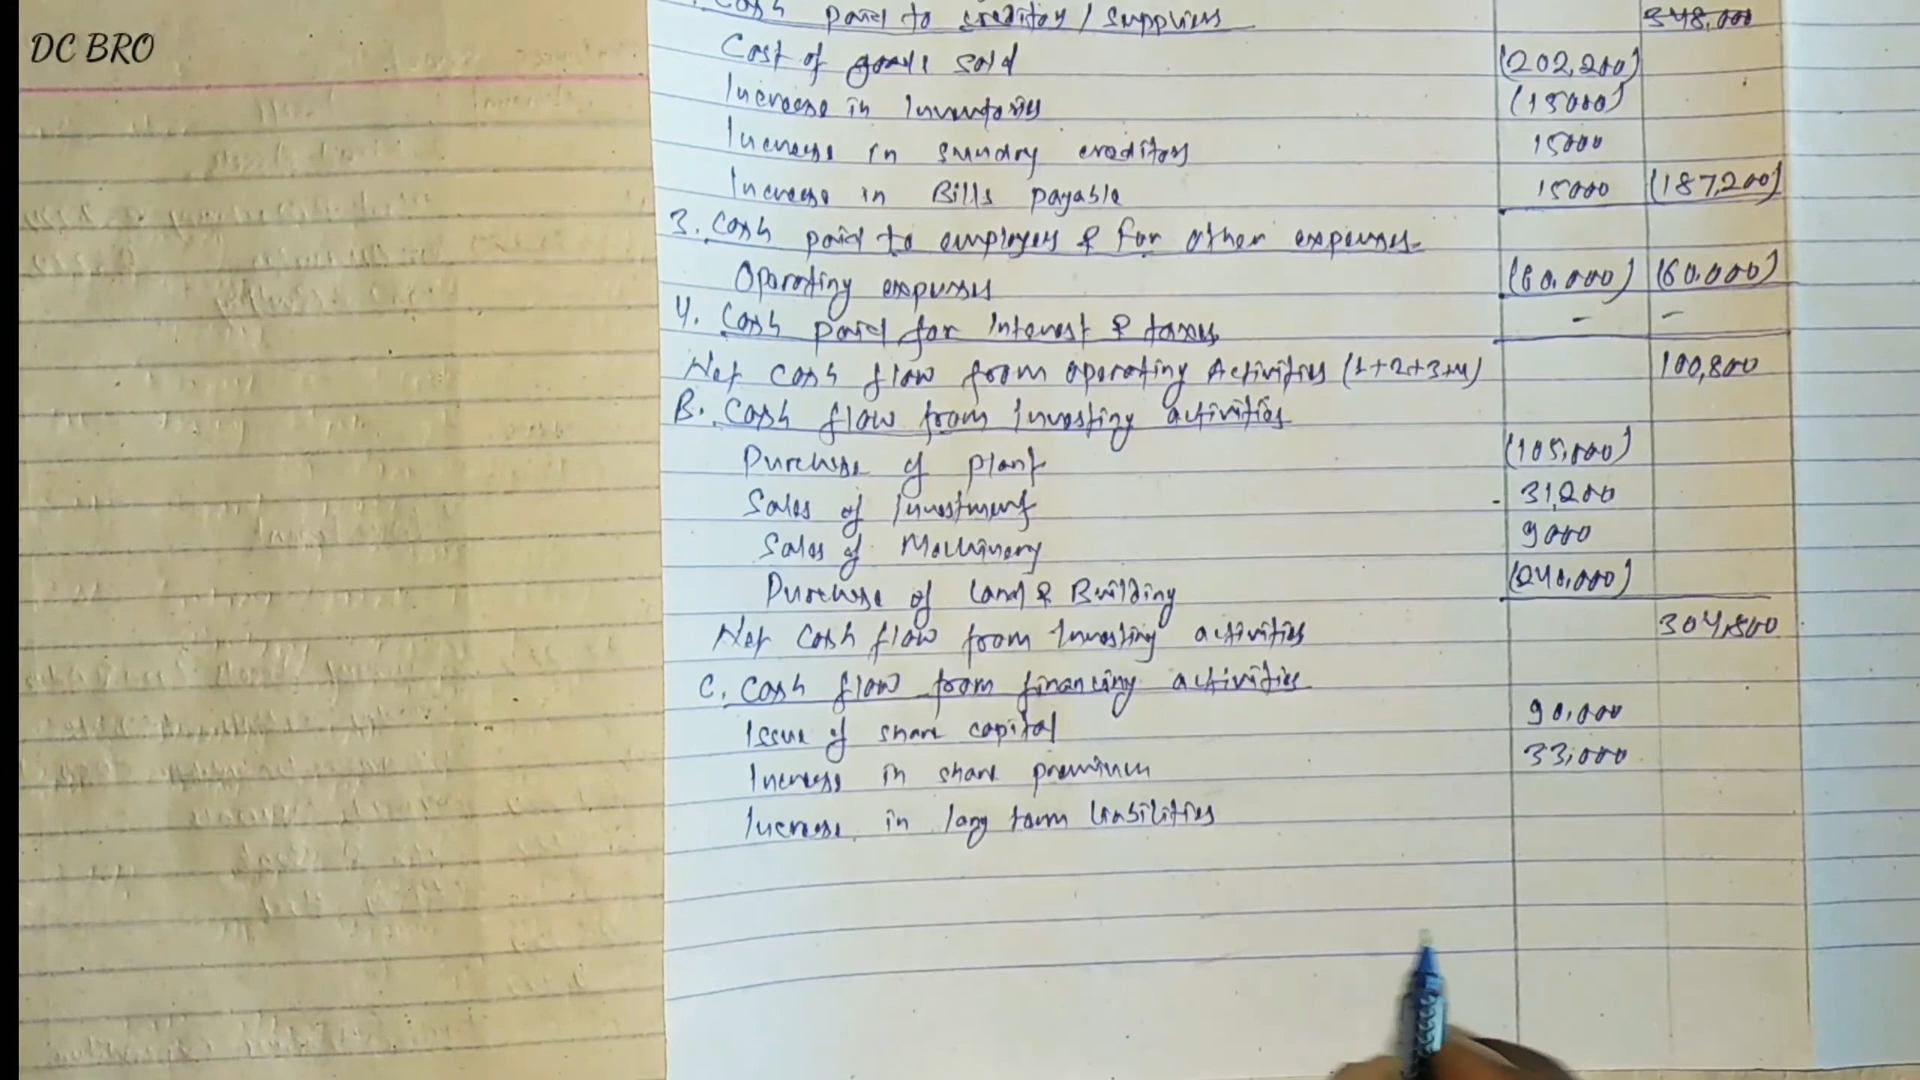 DC BRO
Cash paid to creditors / suppliers 348,000
Cost of goods sold (202,200)
Increase in Inventories (15000)
Increase in sundry creditors 15000
Increase in Bills payable 15000 (187,200)
3. Cash paid to employees & for other expenses-
Operating expenses (60,000) (60,000)
4. Cash paid for Interest & taxes - -
Net cash flow from operating Activities (1+2+3+4) 100,800
B. Cash flow from Investing activities
Purchase of plant (105,000)
Sales of Investment - 31,200
Sales of Machinery 9000
Purchase of Land & Building (240,000)
Net cash flow from Investing activities 304,800
C. Cash flow from financing activities
Issue of share capital 90,000
Increase in share premium 33,000
Increase in long term liabilities